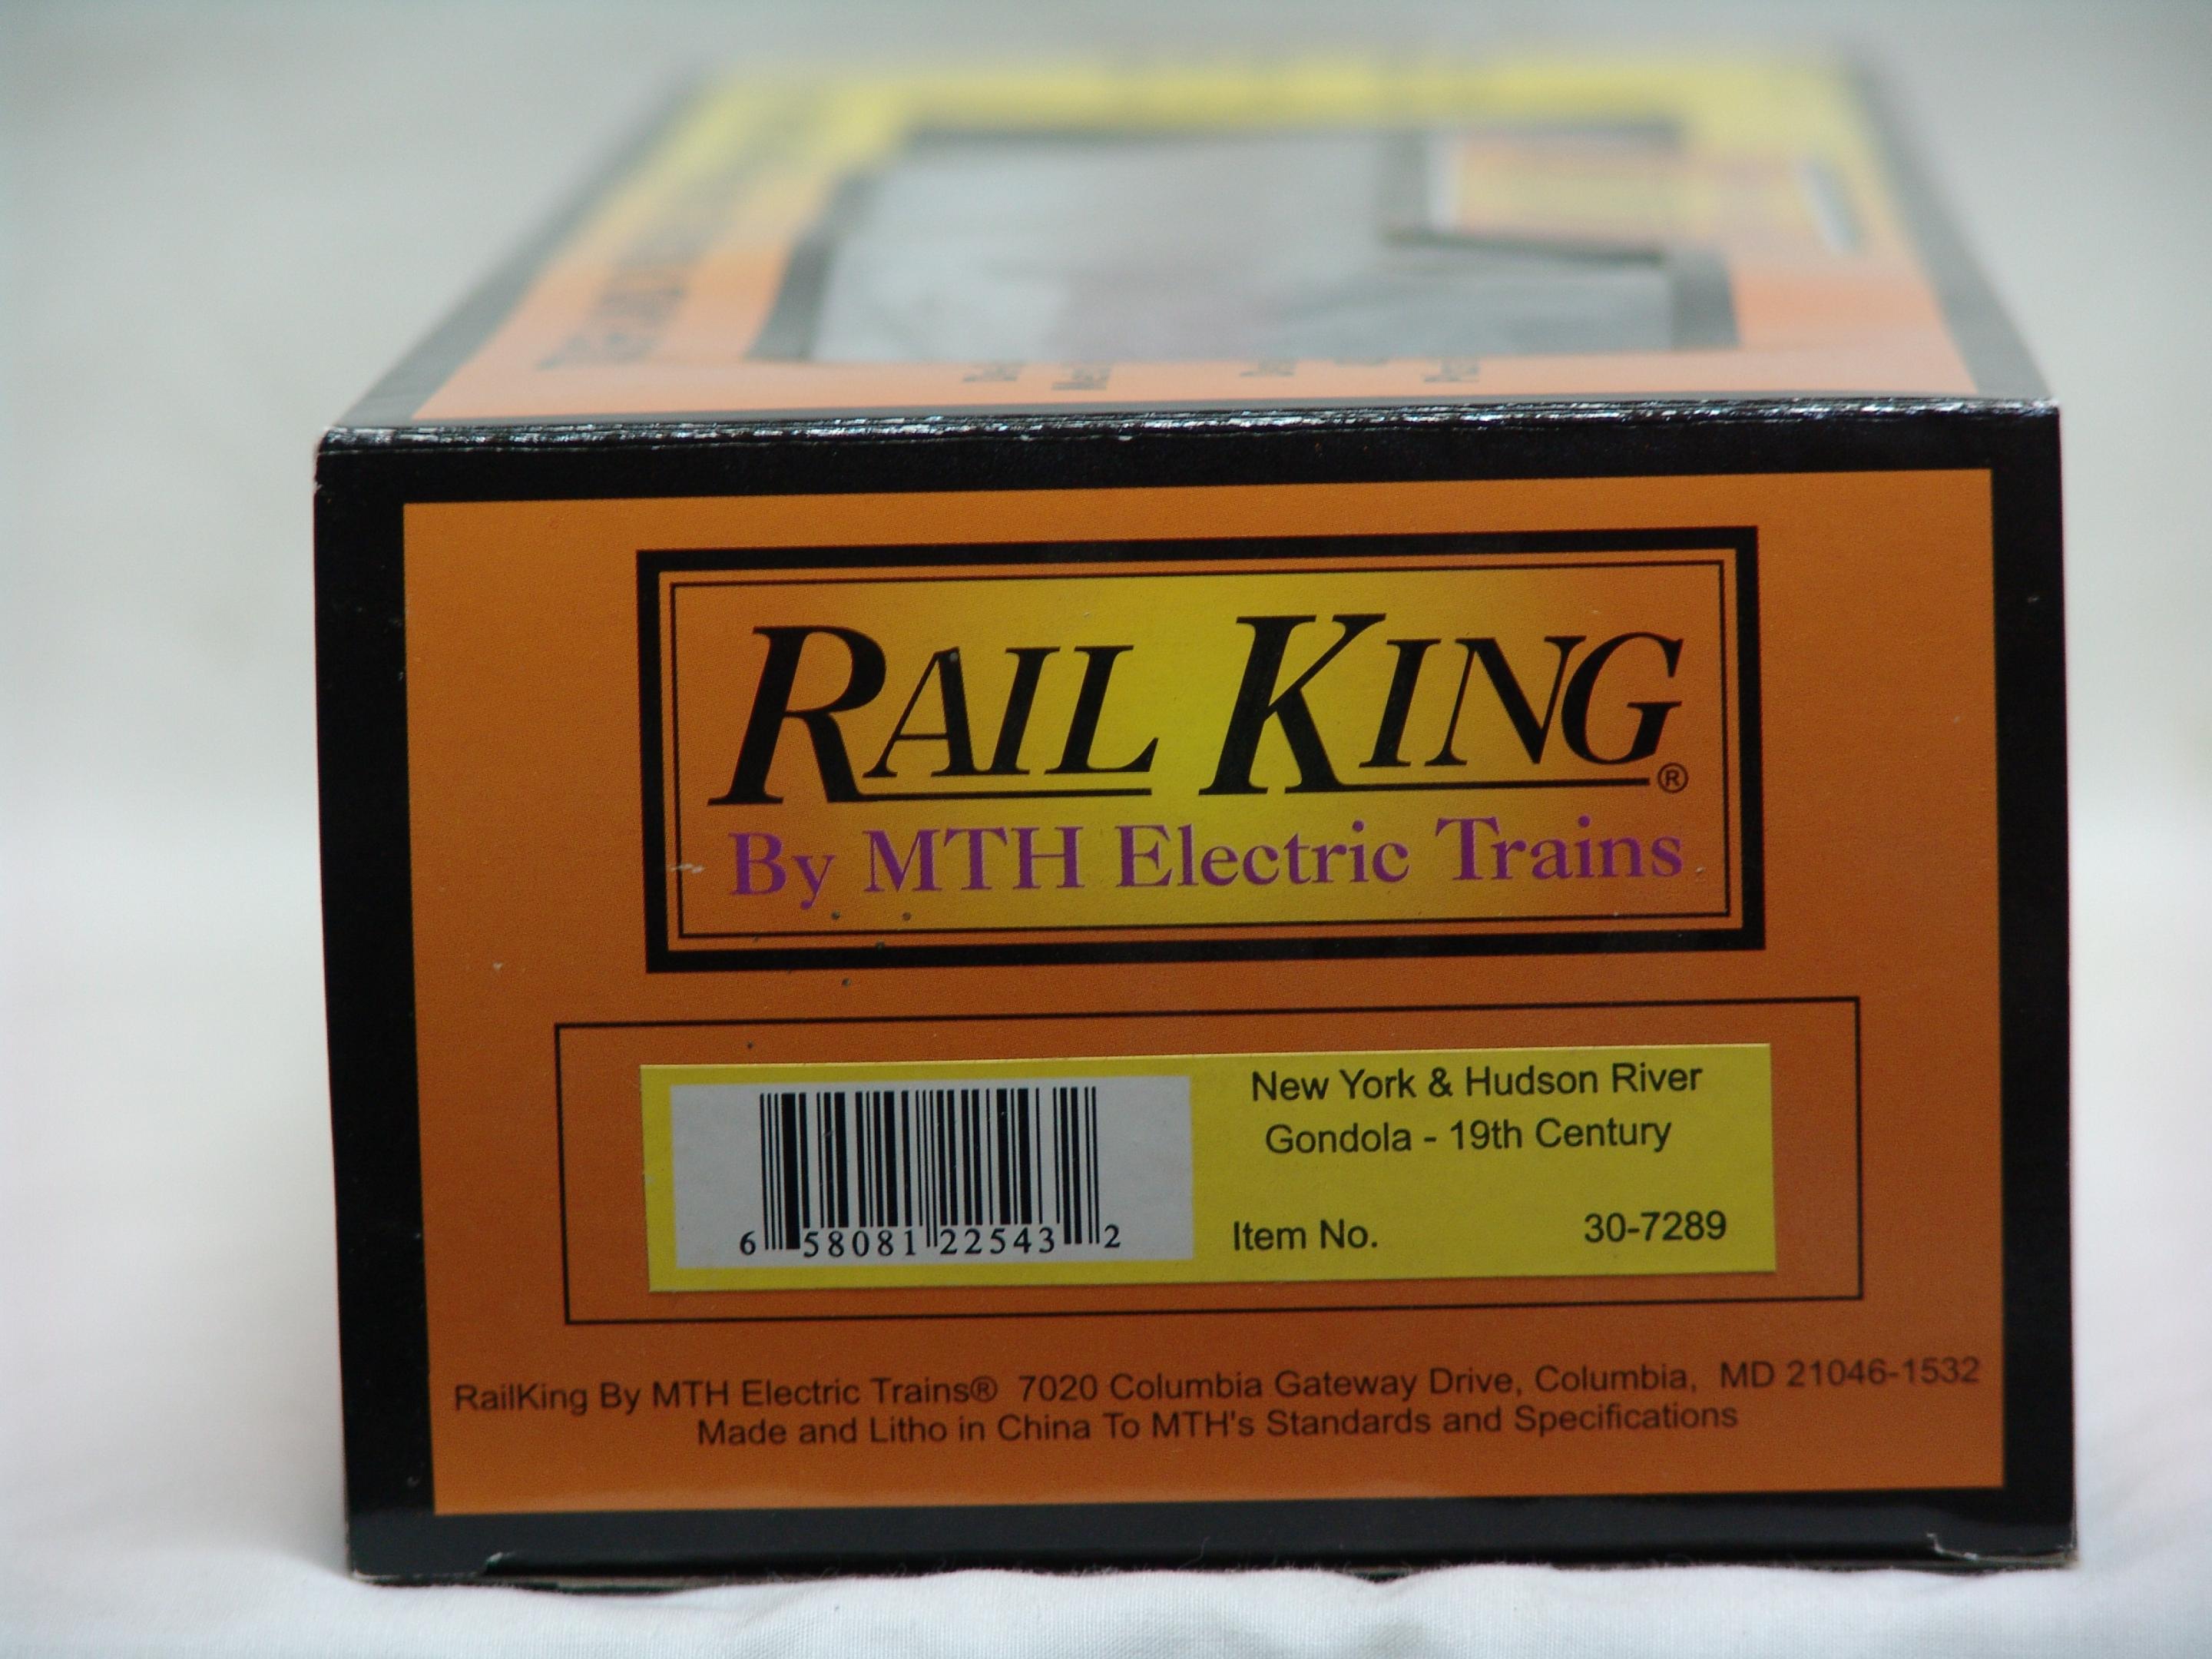 RAIL KING®
By MTH Electric Trains
New York & Hudson River
Gondola - 19th Century
Item No. 30-7289
6 58081 22543 2
RailKing By MTH Electric Trains® 7020 Columbia Gateway Drive, Columbia, MD 21046-1532
Made and Litho in China To MTH's Standards and Specifications